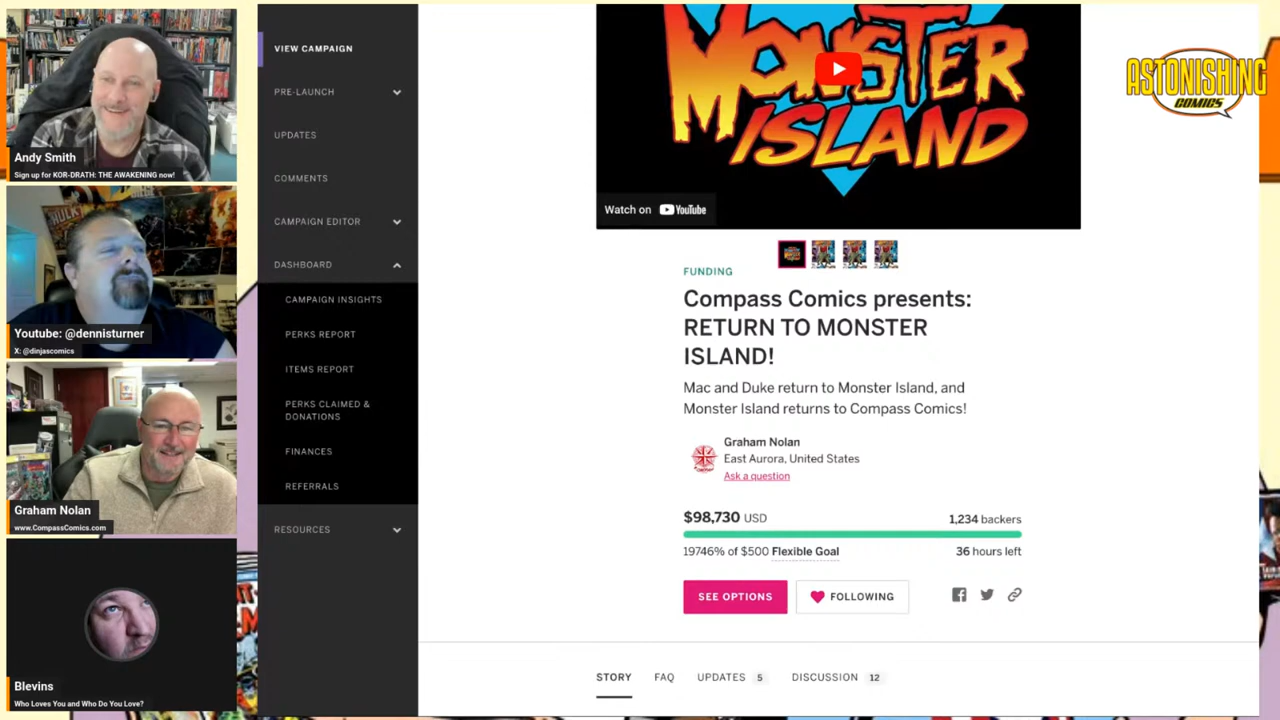 Andy Smith
Sign up for KOR-DRATH: THE AWAKENING now!
HULK
Youtube: @dennisturner
X: @dinjascomics
Graham Nolan
www.CompassComics.com
Blevins
Who Loves You and Who Do You Love?
VIEW CAMPAIGN
PRE-LAUNCH
UPDATES
COMMENTS
CAMPAIGN EDITOR
DASHBOARD
CAMPAIGN INSIGHTS
PERKS REPORT
ITEMS REPORT
PERKS CLAIMED &
DONATIONS
FINANCES
REFERRALS
RESOURCES
MONSTER
ISLAND
Watch on YouTube
FUNDING
Compass Comics presents:
RETURN TO MONSTER
ISLAND!
Mac and Duke return to Monster Island, and
Monster Island returns to Compass Comics!
Graham Nolan
East Aurora, United States
Ask a question
$98,730 USD
1,234 backers
19746% of $500 Flexible Goal
36 hours left
SEE OPTIONS
FOLLOWING
STORY
FAQ
UPDATES 5
DISCUSSION 12
ASTONISHING
COMICS